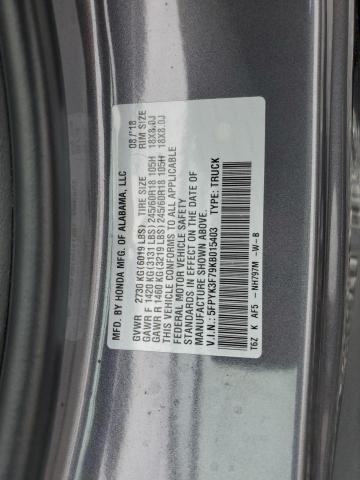 MFD. BY HONDA MFG. OF ALABAMA, LLC 08/'18
GVWR 2730 KG(6019 LBS) TIRE SIZE RIM SIZE
GAWR F 1420 KG(3131 LBS) 245/60R18 105H 18X8.0J
GAWR R 1460 KG(3219 LBS) 245/60R18 105H 18X8.0J
THIS VEHICLE CONFORMS TO ALL APPLICABLE
FEDERAL MOTOR VEHICLE SAFETY
STANDARDS IN EFFECT ON THE DATE OF
MANUFACTURE SHOWN ABOVE.
V.I.N.: 5FPYK3F79KB015403 TYPE: TRUCK
T6Z K AF5 - NH797M -W-B